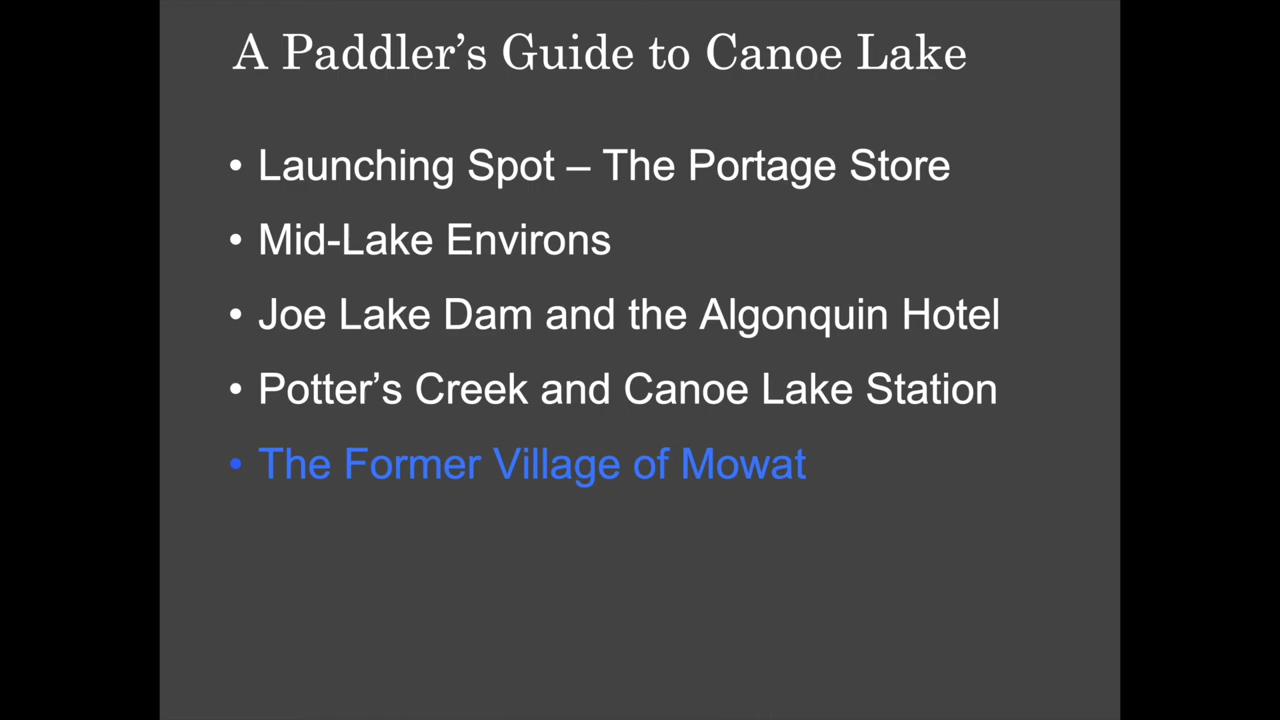 A Paddler’s Guide to Canoe Lake
• Launching Spot – The Portage Store
• Mid-Lake Environs
• Joe Lake Dam and the Algonquin Hotel
• Potter’s Creek and Canoe Lake Station
• The Former Village of Mowat